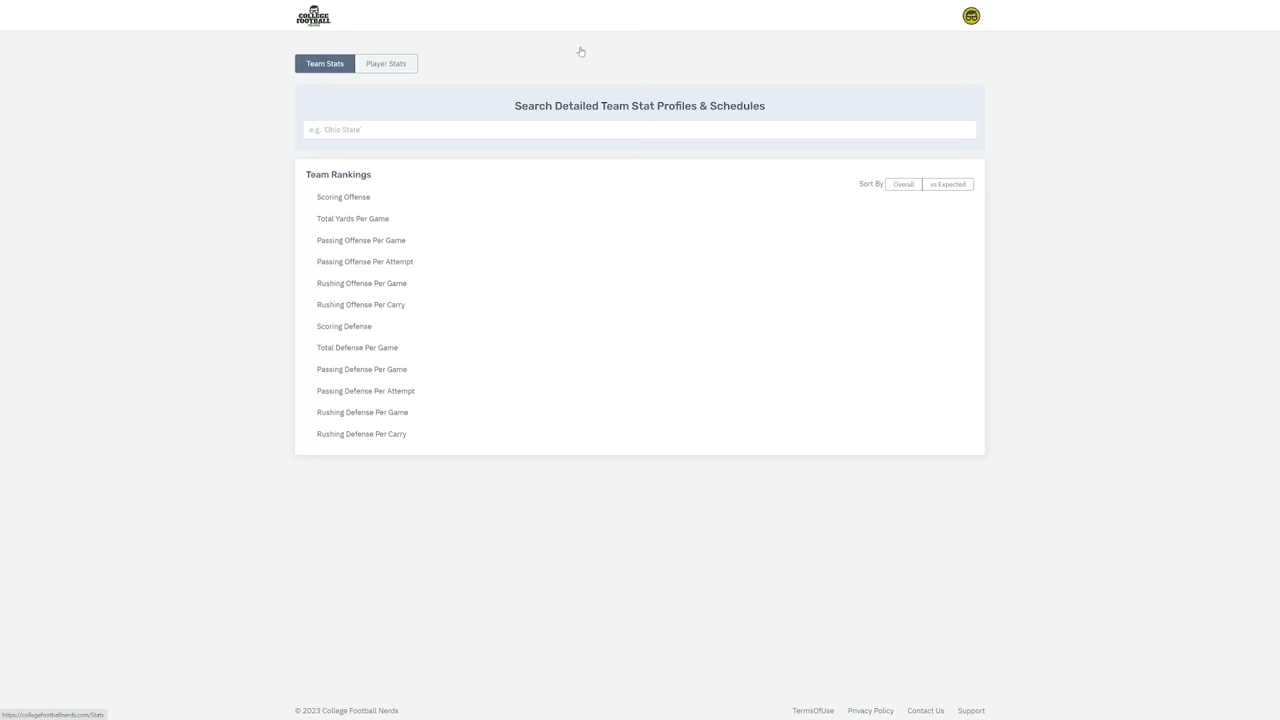 COLLEGE
FOOTBALL
Team Stats
Player Stats
Search Detailed Team Stat Profiles & Schedules
e.g. 'Ohio State'
Team Rankings
Sort By
Overall
vs Expected
Scoring Offense
Total Yards Per Game
Passing Offense Per Game
Passing Offense Per Attempt
Rushing Offense Per Game
Rushing Offense Per Carry
Scoring Defense
Total Defense Per Game
Passing Defense Per Game
Passing Defense Per Attempt
Rushing Defense Per Game
Rushing Defense Per Carry
© 2023 College Football Nerds
TermsOfUse
Privacy Policy
Contact Us
Support
https://collegefootballnerds.com/Stats